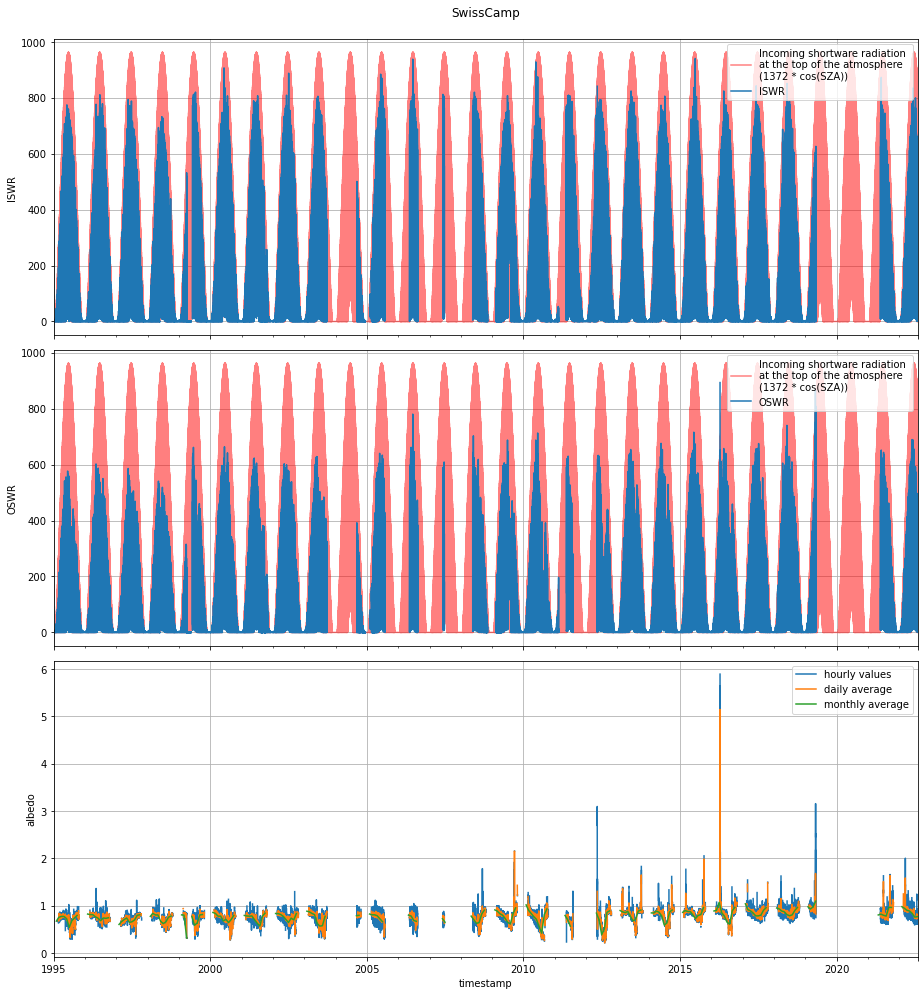 SwissCamp
1000
800
600
400
200
0
ISWR
Incoming shortware radiation
at the top of the atmosphere
(1372 * cos(SZA))
ISWR
1000
800
600
400
200
0
OSWR
Incoming shortware radiation
at the top of the atmosphere
(1372 * cos(SZA))
OSWR
6
5
4
3
2
1
0
albedo
hourly values
daily average
monthly average
1995 2000 2005 2010 2015 2020
timestamp